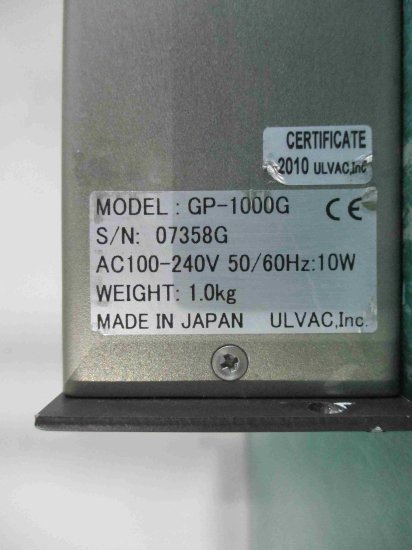 CERTIFICATE
2010 ULVAC,Inc
MODEL : GP-1000G CE
S/N: 07358G
AC100-240V 50/60Hz:10W
WEIGHT: 1.0kg
MADE IN JAPAN ULVAC,Inc.